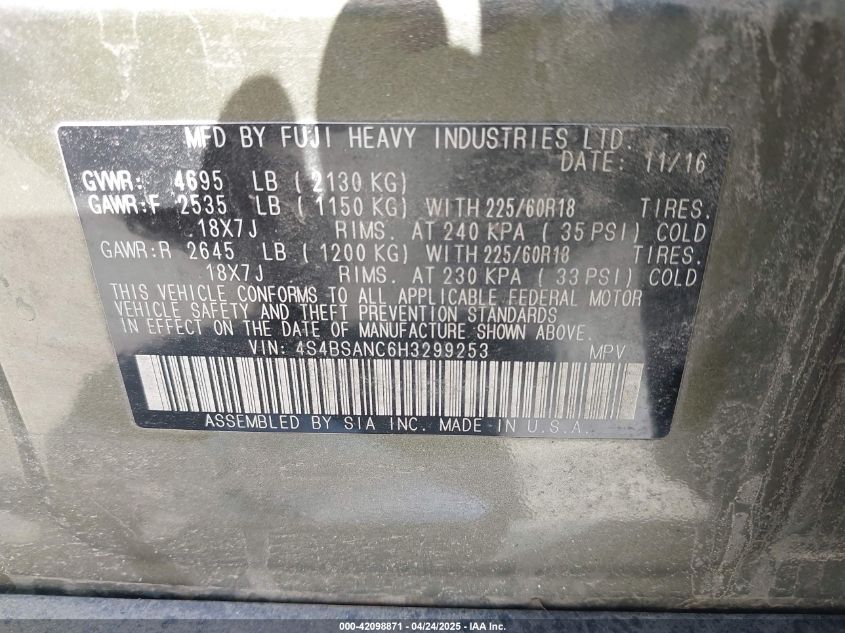 MFD BY FUJI HEAVY INDUSTRIES LTD.
DATE: 11/16
GVWR: 4695 LB ( 2130 KG)
GAWR:F 2535 LB ( 1150 KG) WITH 225/60R18 TIRES.
18X7J RIMS. AT 240 KPA ( 35 PSI) COLD
GAWR:R 2645 LB ( 1200 KG) WITH 225/60R18 TIRES.
18X7J RIMS. AT 230 KPA ( 33 PSI) COLD
THIS VEHICLE CONFORMS TO ALL APPLICABLE FEDERAL MOTOR
VEHICLE SAFETY AND THEFT PREVENTION STANDARDS
IN EFFECT ON THE DATE OF MANUFACTURE SHOWN ABOVE.
VIN: 4S4BSANC6H3299253 MPV
ASSEMBLED BY SIA INC. MADE IN U.S.A.
000-42098871 - 04/24/2025 - IAA Inc.